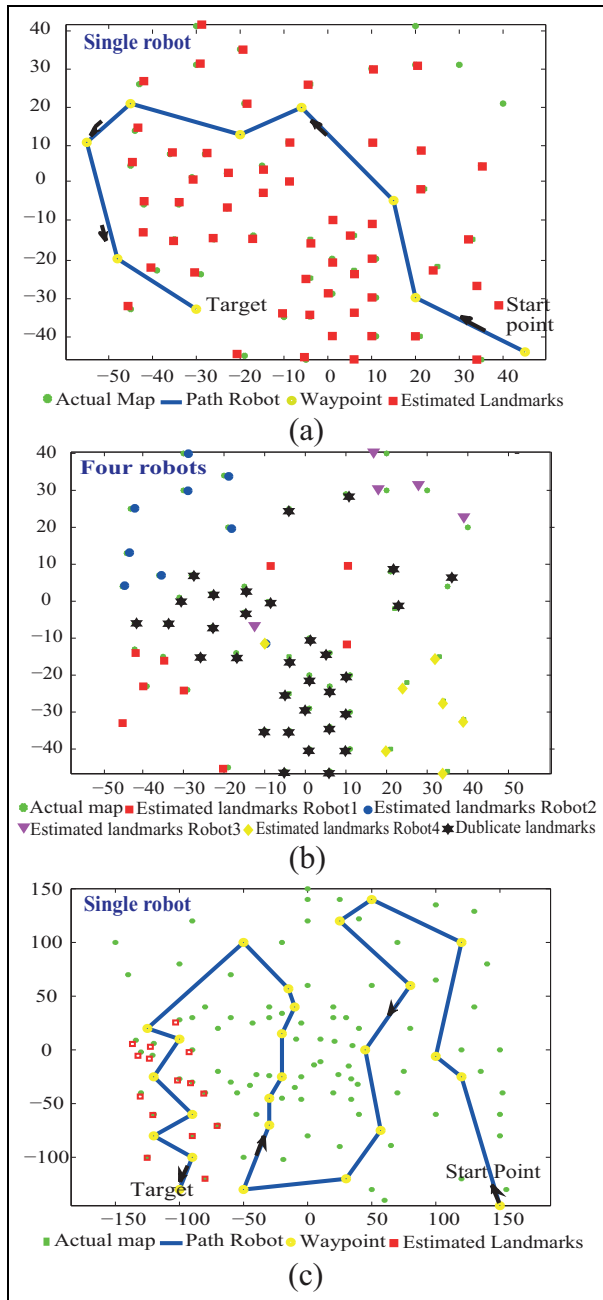 Single robot
40
30
20
10
0
−10
−20
−30
−40
Target
Start
point
−50 −40 −30 −20 −10 0 10 20 30 40
Actual Map Path Robot Waypoint Estimated Landmarks
(a)
Four robots
40
30
20
10
0
−10
−20
−30
−40
−50 −40 −30 −20 −10 0 10 20 30 40 50
Actual map Estimated landmarks Robot1 Estimated landmarks Robot2
Estimated landmarks Robot3 Estimated landmarks Robot4 Dublicate landmarks
(b)
150
Single robot
100
50
0
−50
−100
Target
Start Point
−150 −100 −50 0 50 100 150
Actual map Path Robot Waypoint Estimated Landmarks
(c)